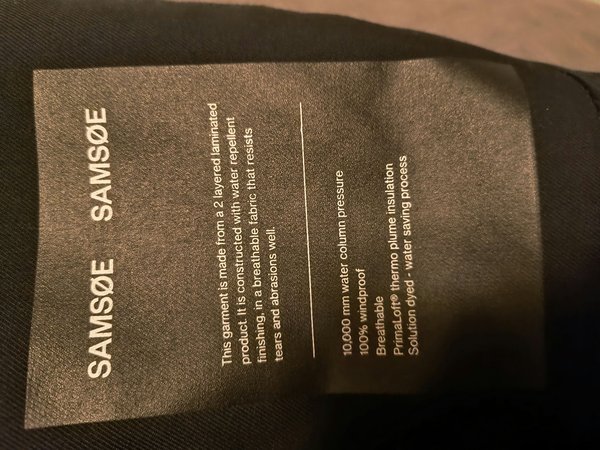 SAMSØE SAMSØE
This garment is made from a 2 layered laminated
product. It is constructed with water repellent
finishing, in a breathable fabric that resists
tears and abrasions well.
10.000 mm water column pressure
100% windproof
Breathable
PrimaLoft® thermo plume insulation
Solution dyed - water saving process